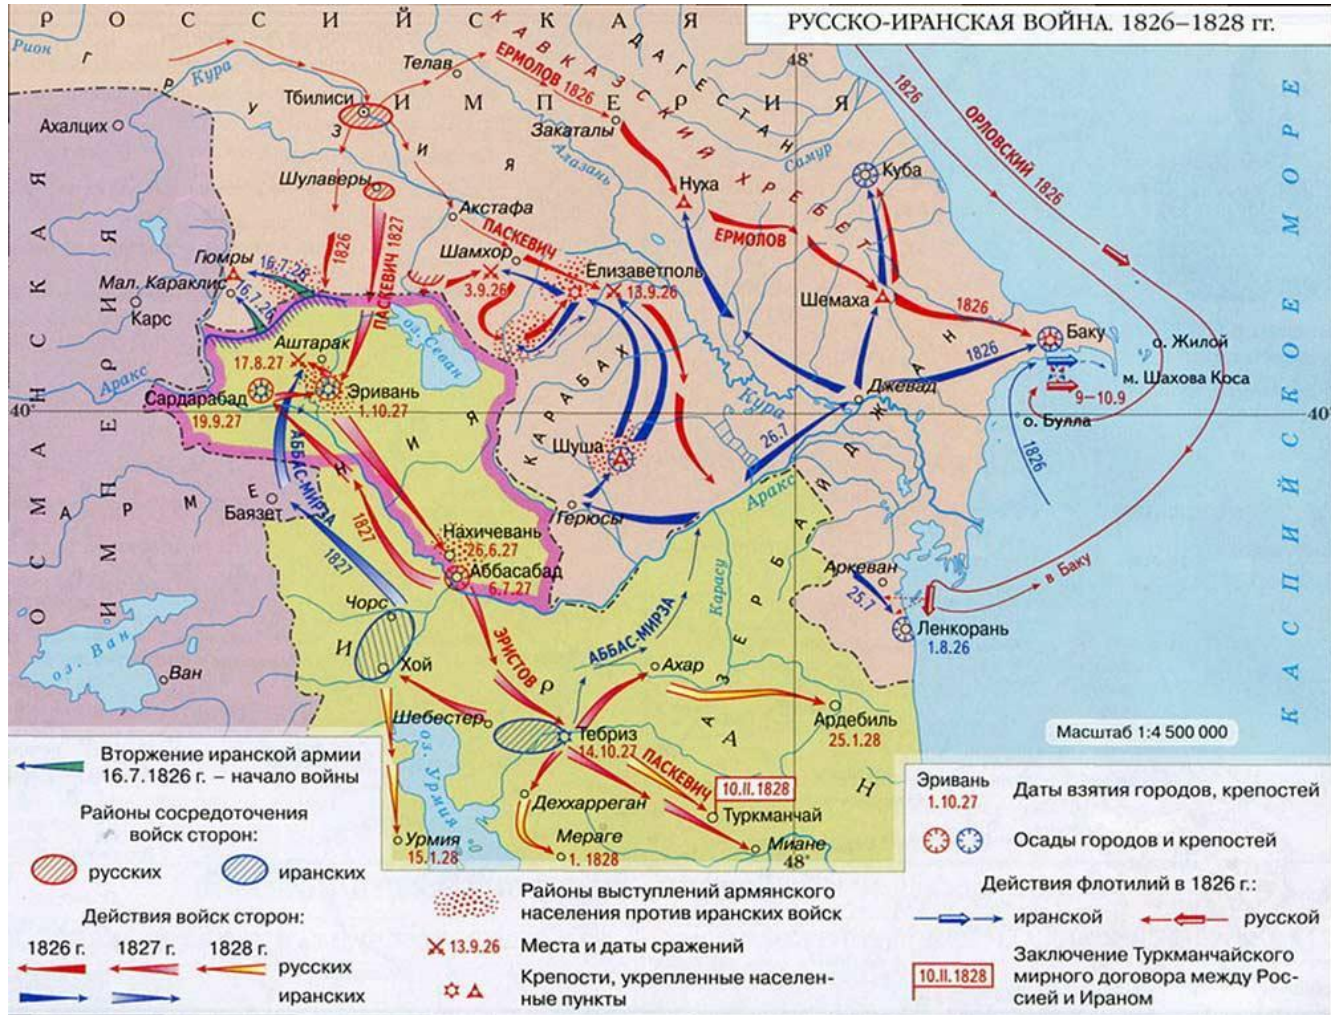 РУССКО-ИРАНСКАЯ ВОЙНА. 1826–1828 гг.
РОССИЙСКАЯ
ИМПЕРИЯ
ГРУЗИЯ
КАВКАЗСКИЙ ХРЕБЕТ
ДАГЕСТАН
КАСПИЙСКОЕ МОРЕ
ОСМАНСКАЯ
ИМПЕРИЯ
АРМЕНИЯ
КАРАБАХ
АЗЕРБАЙДЖАН
ИРАН
48°
40°
40°
48°
Рион
Кура
Телав
Тбилиси
ЕРМОЛОВ 1826
Закаталы
Алазань
Самур
1826
ОРЛОВСКИЙ 1826
Ахалцих
Шулаверы
Акстафа
Нуха
Куба
ПАСКЕВИЧ
ЕРМОЛОВ
1826
ПАСКЕВИЧ 1827
Шамхор
3.9.26
Елизаветполь
13.9.26
Гюмры
16.7.26
Мал. Караклис
16.7.26
Карс
Шемаха
1826
Баку
1826
о. Жилой
м. Шахова Коса
9–10.9
о. Булла
1826
оз. Севан
Аштарак
17.8.27
Аракс
Сардарабад
19.9.27
Эривань
1.10.27
Джевад
Кура
26.7
Шуша
Аракс
АББАС-МИРЗА
1827
Баязет
1827
Герюсы
Нахичевань
26.6.27
Аббасабад
6.7.27
Карасу
Аркеван
25.7
в Баку
Ленкорань
1.8.26
Чорс
Хой
ЭРИСТОВ
АББАС-МИРЗА
Ахар
оз. Ван
Ван
Шебестер
Тебриз
14.10.27
Ардебиль
25.1.28
оз. Урмия
ПАСКЕВИЧ
10.II.1828
Деххарреган
Туркманчай
Урмия
15.1.28
Мераге
1. 1828
Миане
Масштаб 1:4 500 000
Вторжение иранской армии
16.7.1826 г. – начало войны
Районы сосредоточения
войск сторон:
русских
иранских
Действия войск сторон:
1826 г. 1827 г. 1828 г.
русских
иранских
Районы выступлений армянского
населения против иранских войск
13.9.26 Места и даты сражений
Крепости, укрепленные населен-
ные пункты
Эривань
1.10.27
Даты взятия городов, крепостей
Осады городов и крепостей
Действия флотилий в 1826 г.:
иранской
русской
10.II.1828
Заключение Туркманчайского
мирного договора между Рос-
сией и Ираном